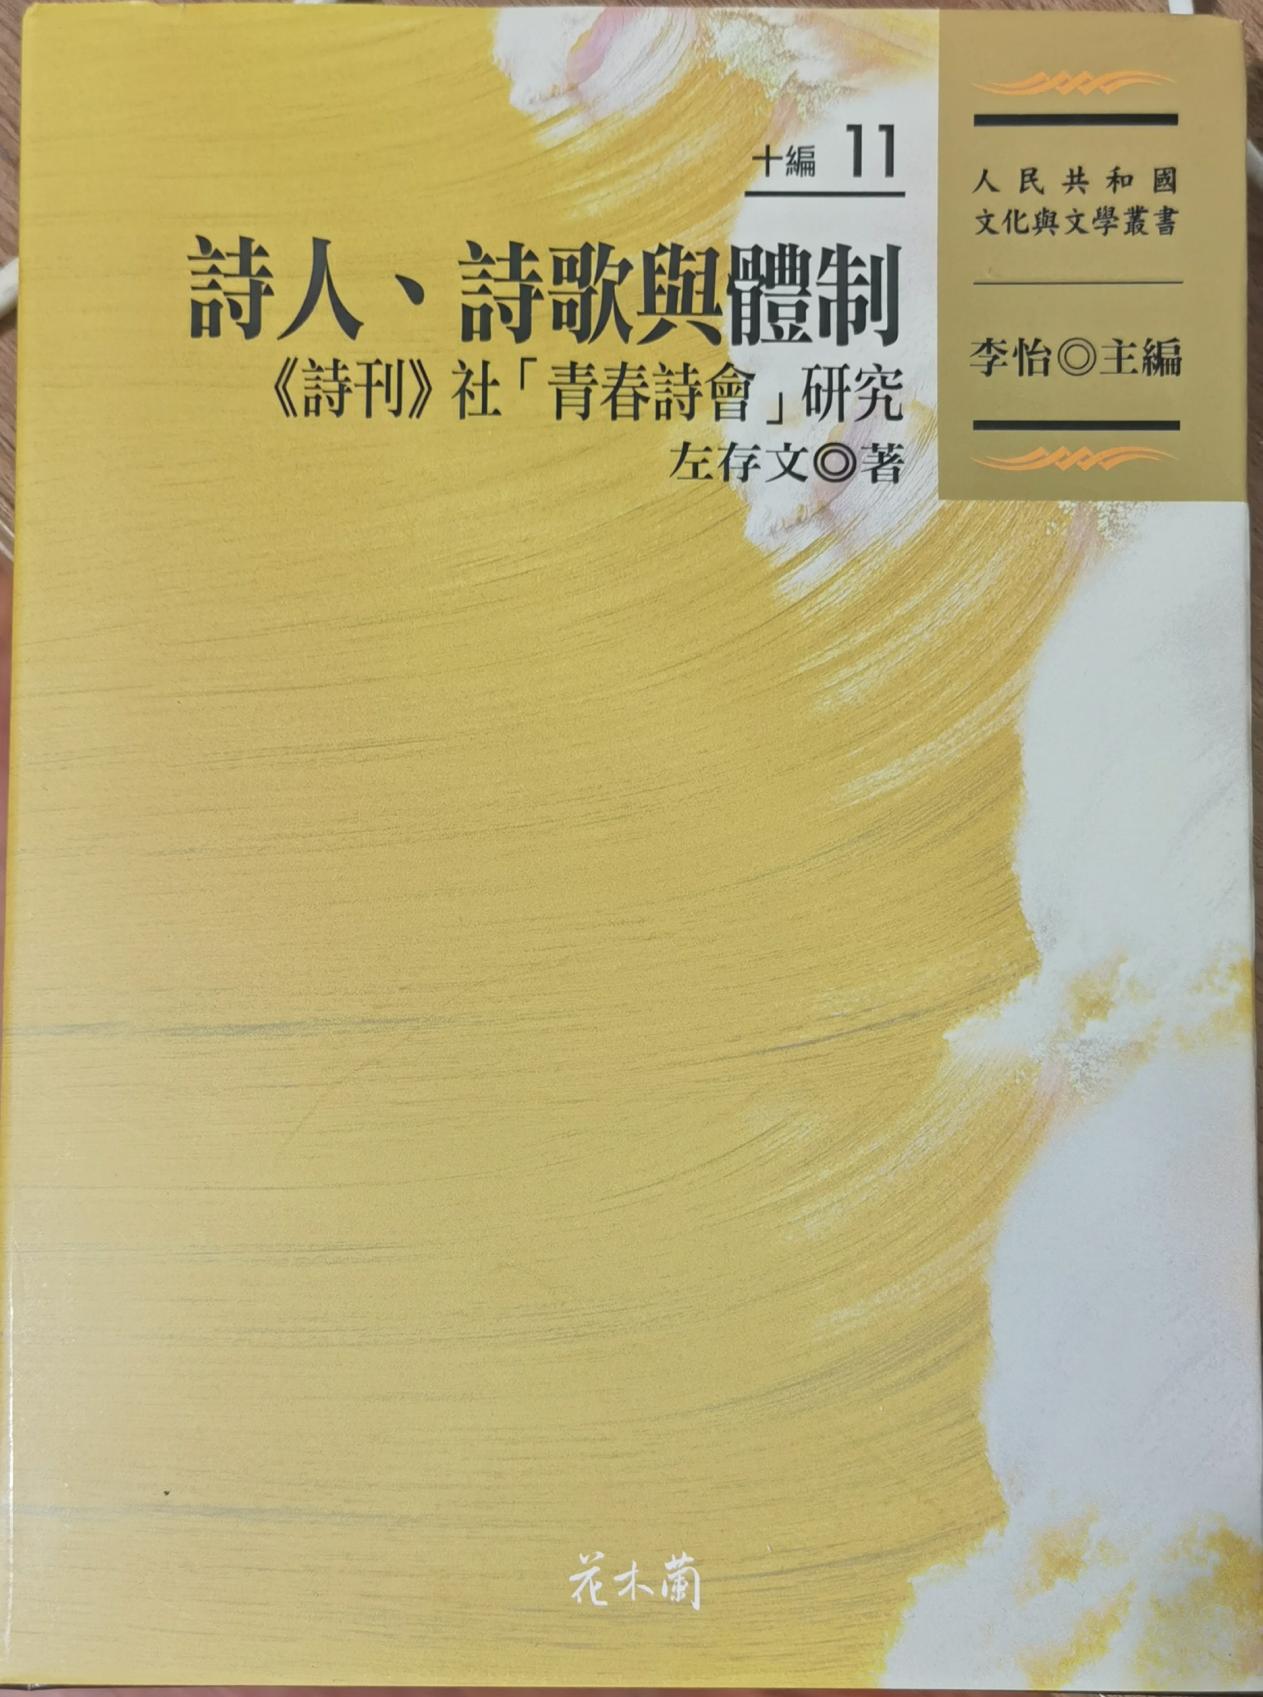 十編 11
詩人、詩歌與體制
《詩刊》社「青春詩會」研究
左存文◎著
人民共和國
文化與文學叢書
李怡◎主編
花木蘭